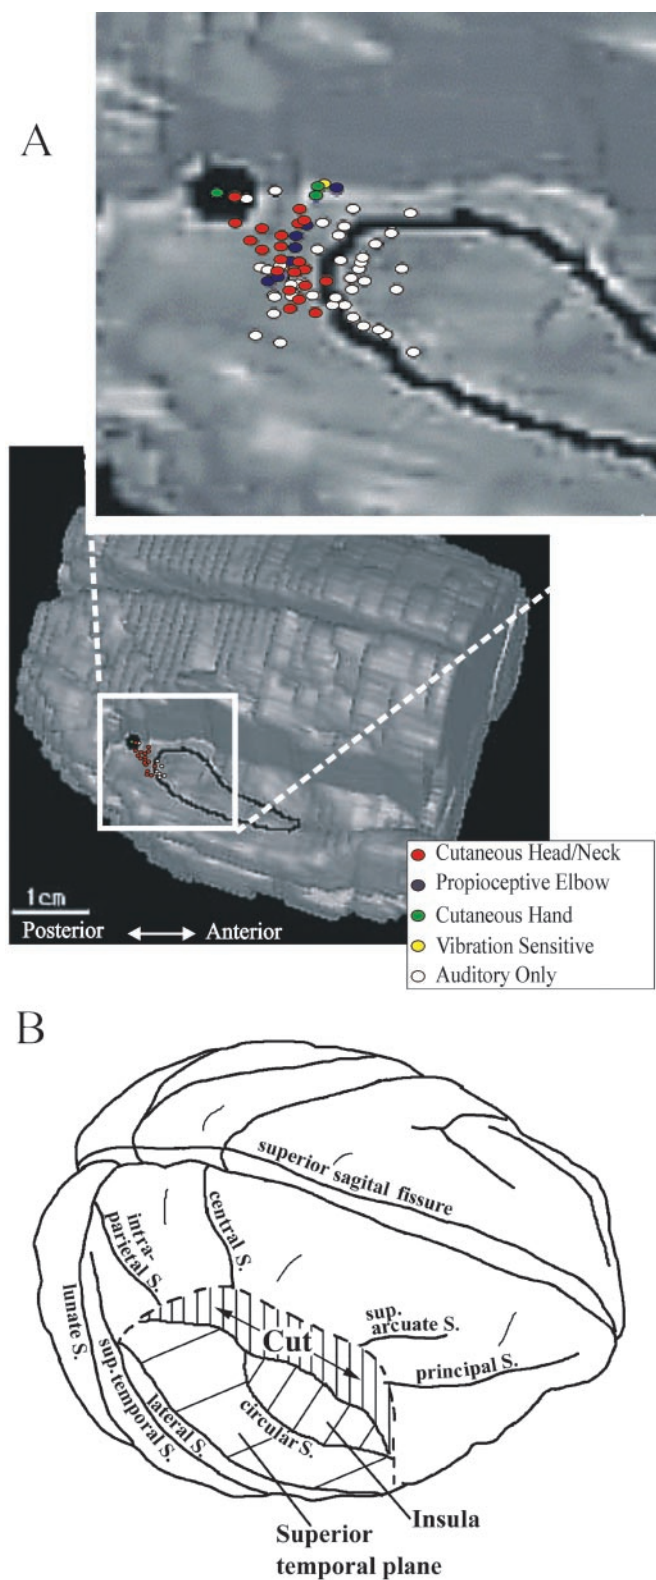 A
1cm
Posterior
Anterior
Cutaneous Head/Neck
Propioceptive Elbow
Cutaneous Hand
Vibration Sensitive
Auditory Only
B
superior sagital fissure
central S.
intra-
parietal S.
lunate S.
sup. temporal S.
lateral S.
Cut
sup.
arcuate S.
principal S.
circular S.
Insula
Superior
temporal plane